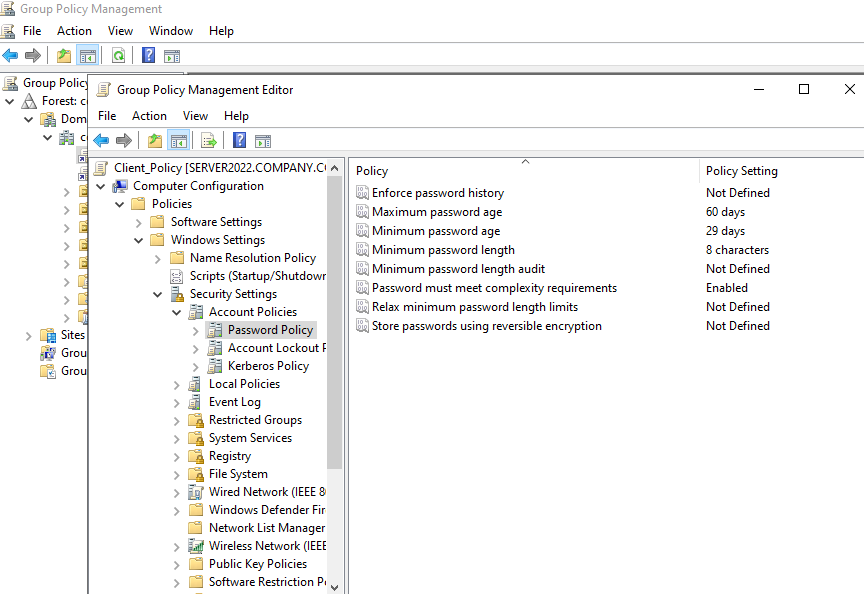 Group Policy Management
File Action View Window Help
Group Policy
Forest: c
Dom
c
Sites
Grou
Grou
Group Policy Management Editor
File Action View Help
Client_Policy [SERVER2022.COMPANY.CO
Computer Configuration
Policies
Software Settings
Windows Settings
Name Resolution Policy
Scripts (Startup/Shutdown
Security Settings
Account Policies
Password Policy
Account Lockout P
Kerberos Policy
Local Policies
Event Log
Restricted Groups
System Services
Registry
File System
Wired Network (IEEE 80
Windows Defender Fir
Network List Manager
Wireless Network (IEEE
Public Key Policies
Software Restriction Po
Policy Policy Setting
Enforce password history Not Defined
Maximum password age 60 days
Minimum password age 29 days
Minimum password length 8 characters
Minimum password length audit Not Defined
Password must meet complexity requirements Enabled
Relax minimum password length limits Not Defined
Store passwords using reversible encryption Not Defined